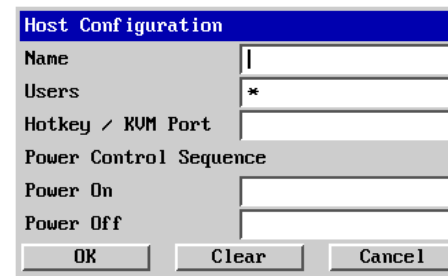 Host Configuration
Name
Users *
Hotkey / KVM Port
Power Control Sequence
Power On
Power Off
OK Clear Cancel